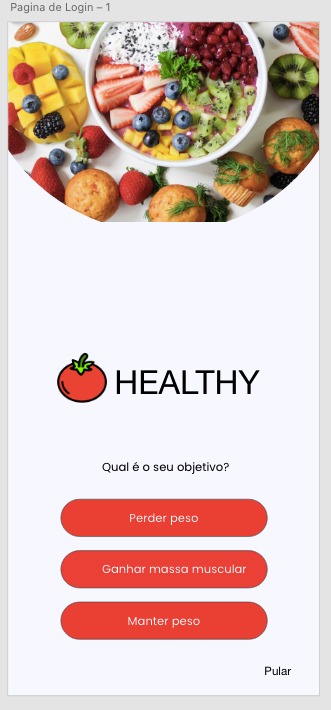 Pagina de Login – 1
HEALTHY
Qual é o seu objetivo?
Perder peso
Ganhar massa muscular
Manter peso
Pular